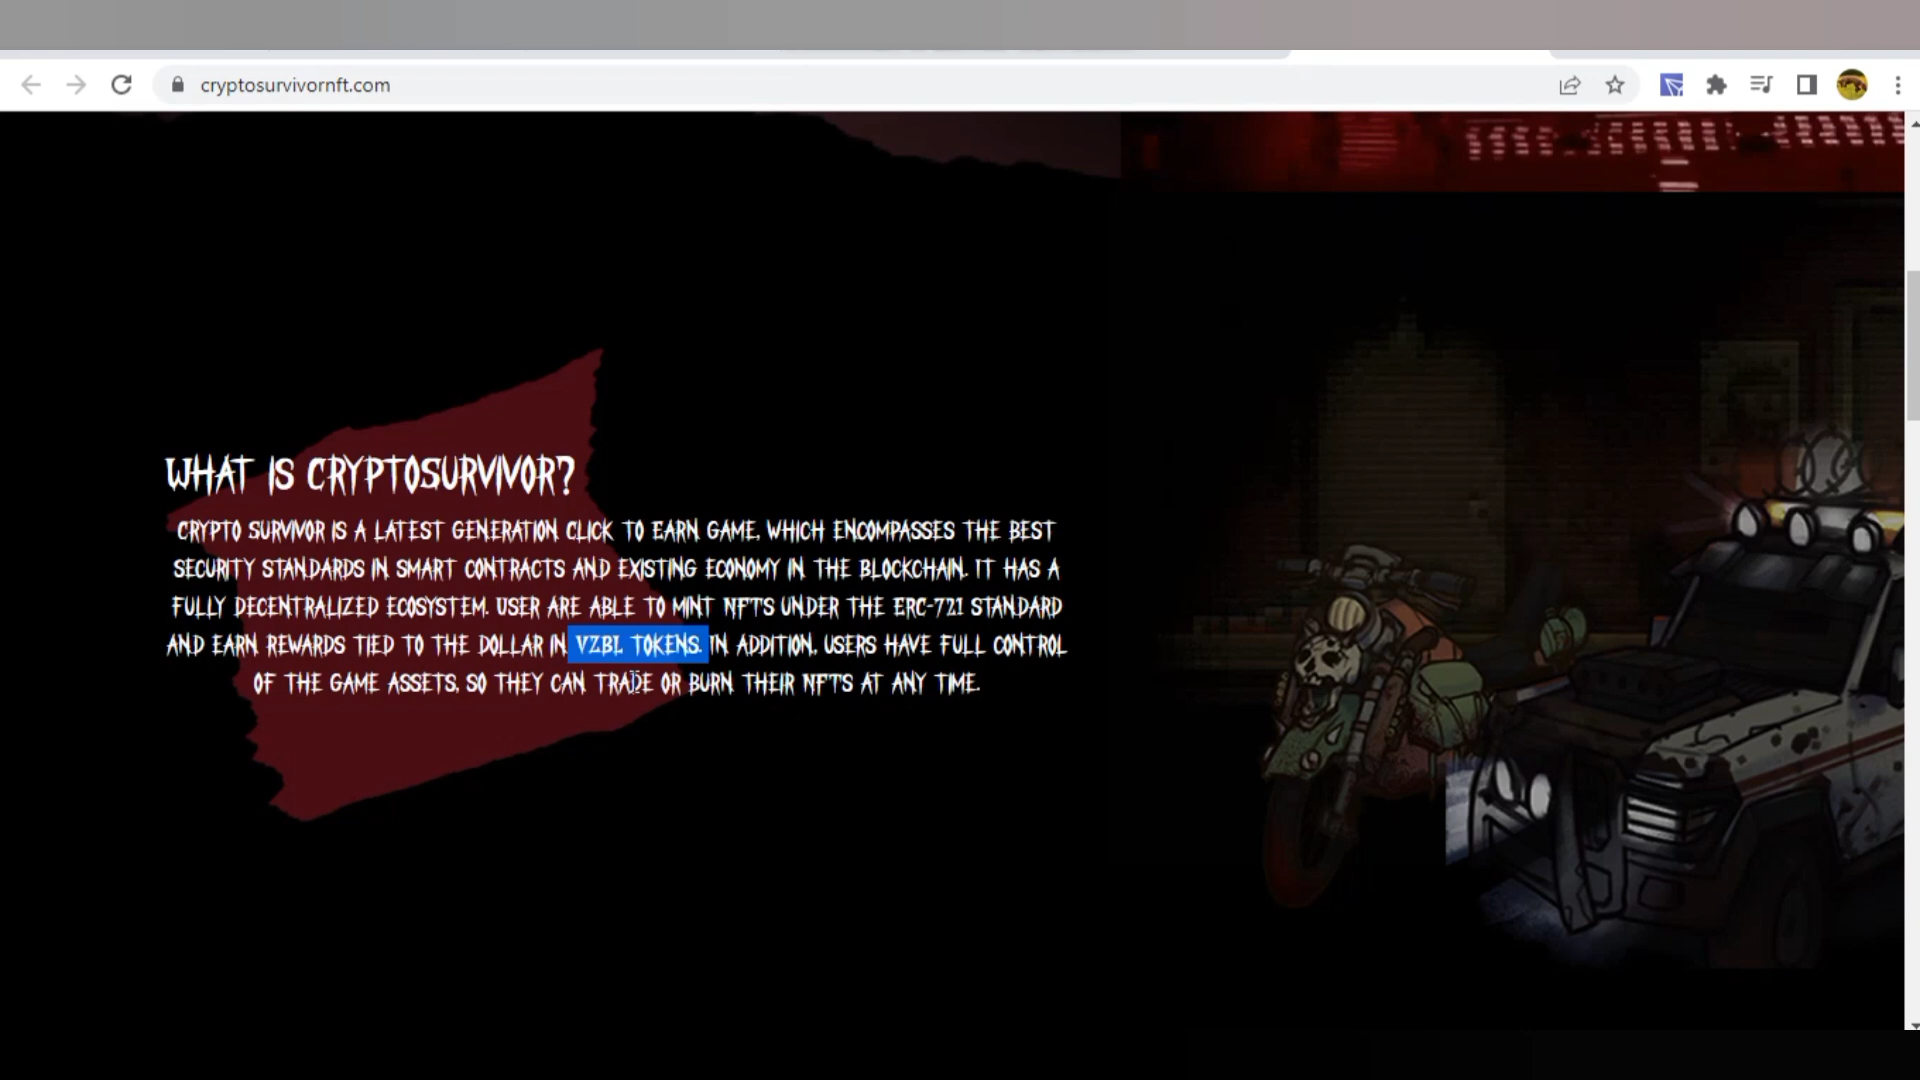 cryptosurvivornft.com
WHAT IS CRYPTOSURVIVOR?
CRYPTO SURVIVOR IS A LATEST GENERATION CLICK TO EARN GAME, WHICH ENCOMPASSES THE BEST
SECURITY STANDARDS IN SMART CONTRACTS AND EXISTING ECONOMY IN THE BLOCKCHAIN. IT HAS A
FULLY DECENTRALIZED ECOSYSTEM. USER ARE ABLE TO MINT NFT'S UNDER THE ERC-721 STANDARD
AND EARN REWARDS TIED TO THE DOLLAR IN VZBL TOKENS. IN ADDITION, USERS HAVE FULL CONTROL
OF THE GAME ASSETS, SO THEY CAN TRADE OR BURN THEIR NFT'S AT ANY TIME.